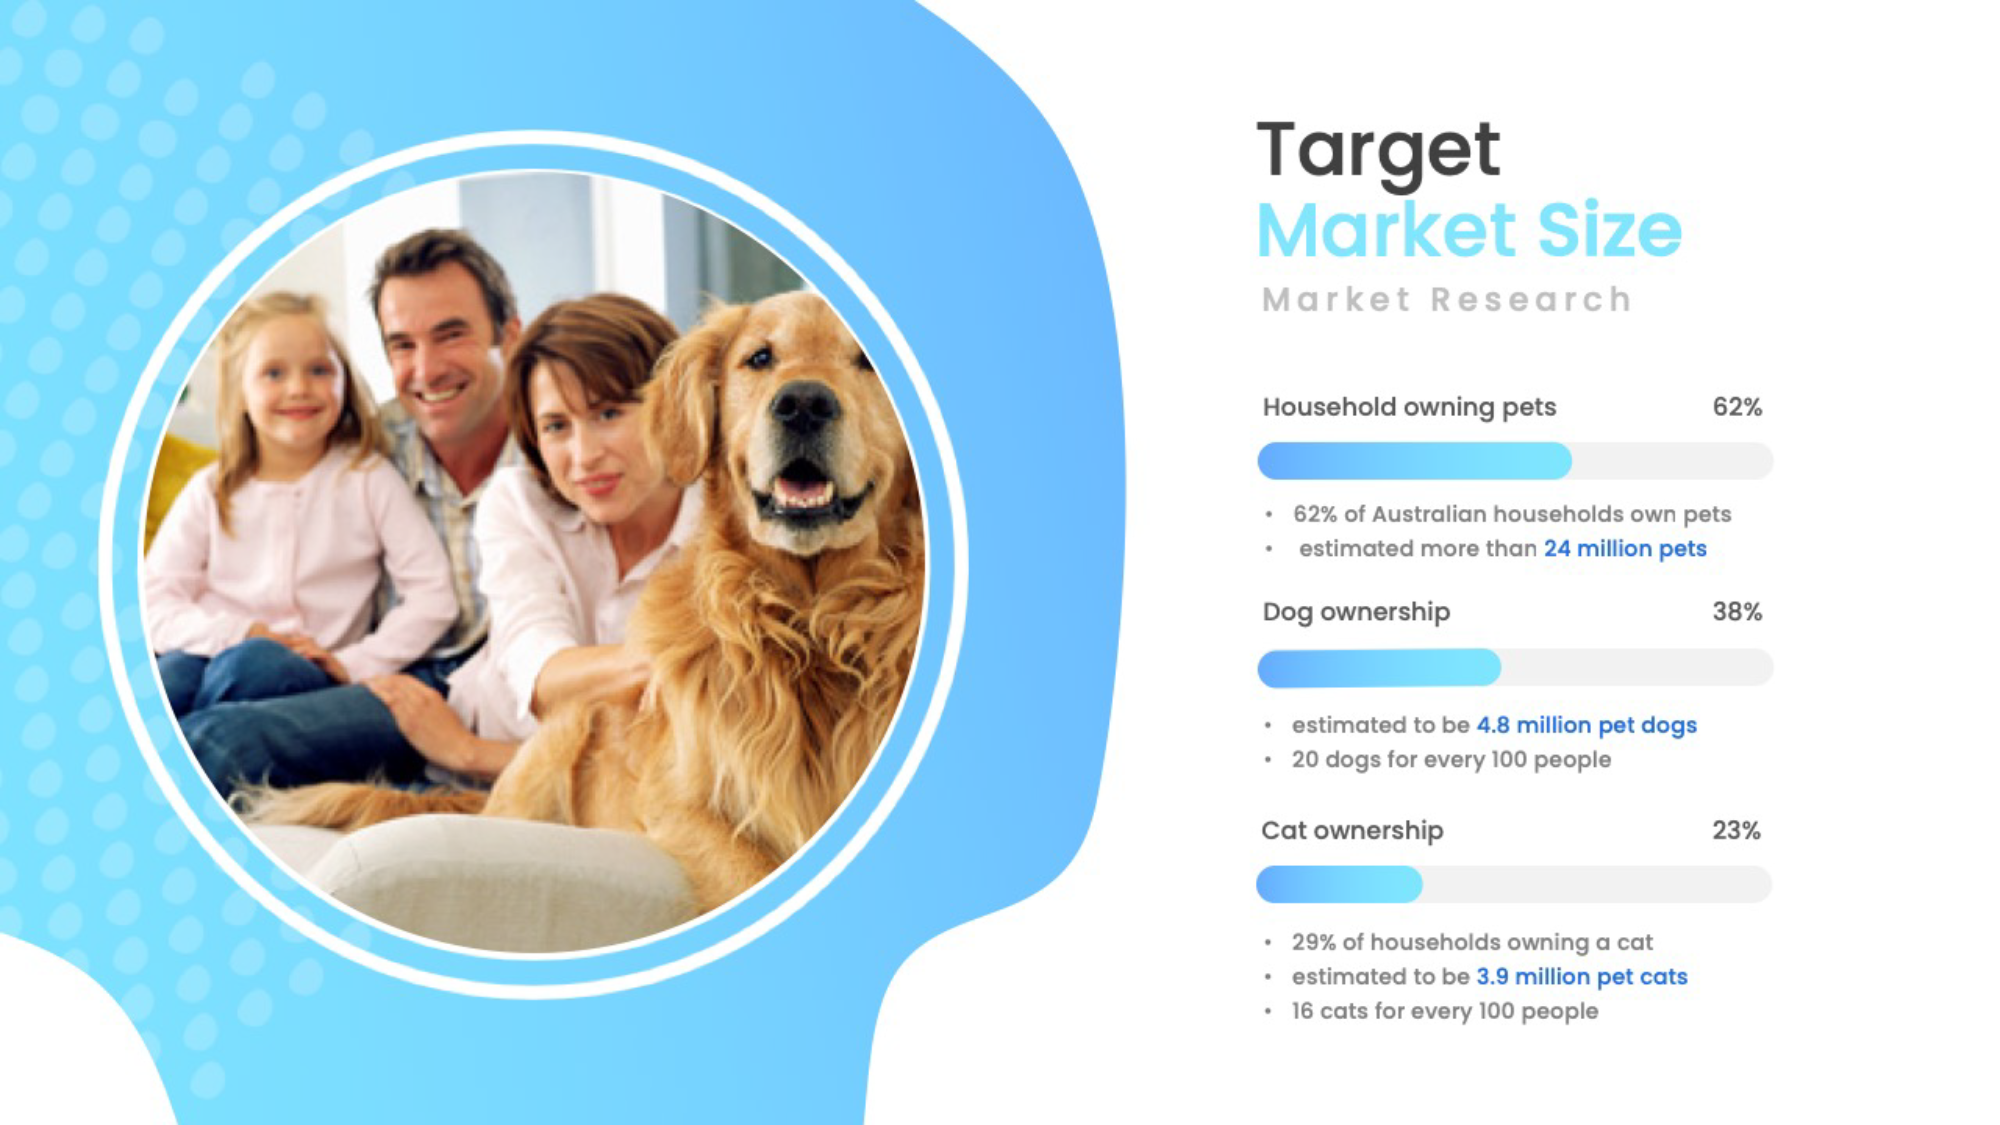 Target
Market Size
Market Research
Household owning pets 62%
• 62% of Australian households own pets
• estimated more than 24 million pets
Dog ownership 38%
• estimated to be 4.8 million pet dogs
• 20 dogs for every 100 people
Cat ownership 23%
• 29% of households owning a cat
• estimated to be 3.9 million pet cats
• 16 cats for every 100 people